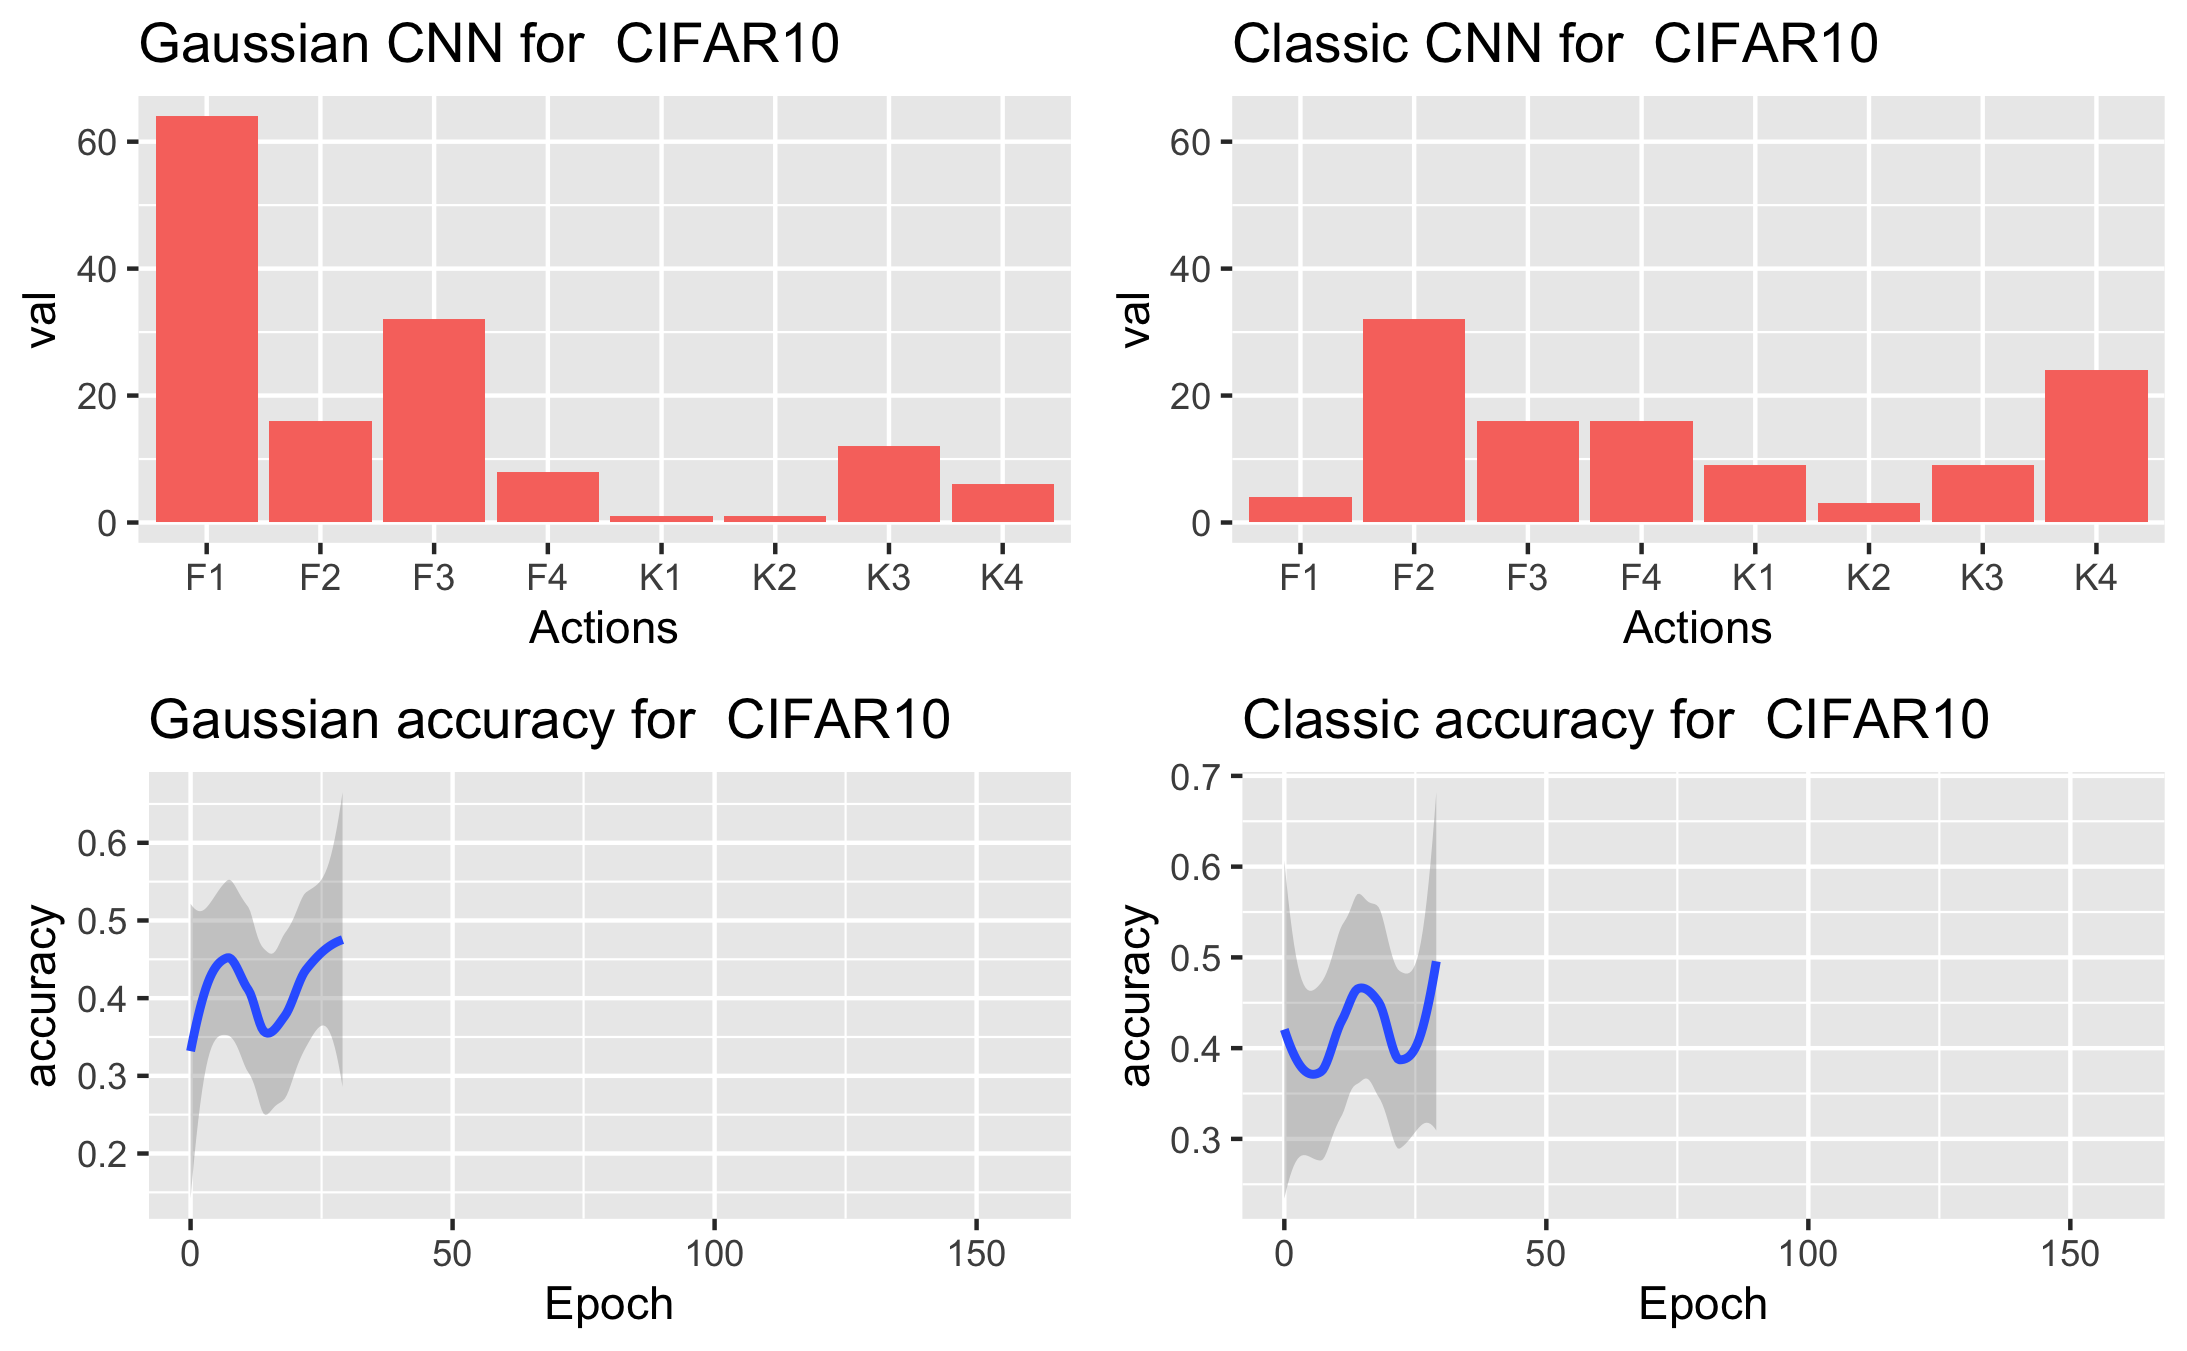 Gaussian CNN for  CIFAR10
60
40
20
0
val
F1 F2 F3 F4 K1 K2 K3 K4
Actions
Classic CNN for  CIFAR10
60
40
20
0
val
F1 F2 F3 F4 K1 K2 K3 K4
Actions
Gaussian accuracy for  CIFAR10
0.6
0.5
0.4
0.3
0.2
accuracy
0 50 100 150
Epoch
Classic accuracy for  CIFAR10
0.7
0.6
0.5
0.4
0.3
accuracy
0 50 100 150
Epoch